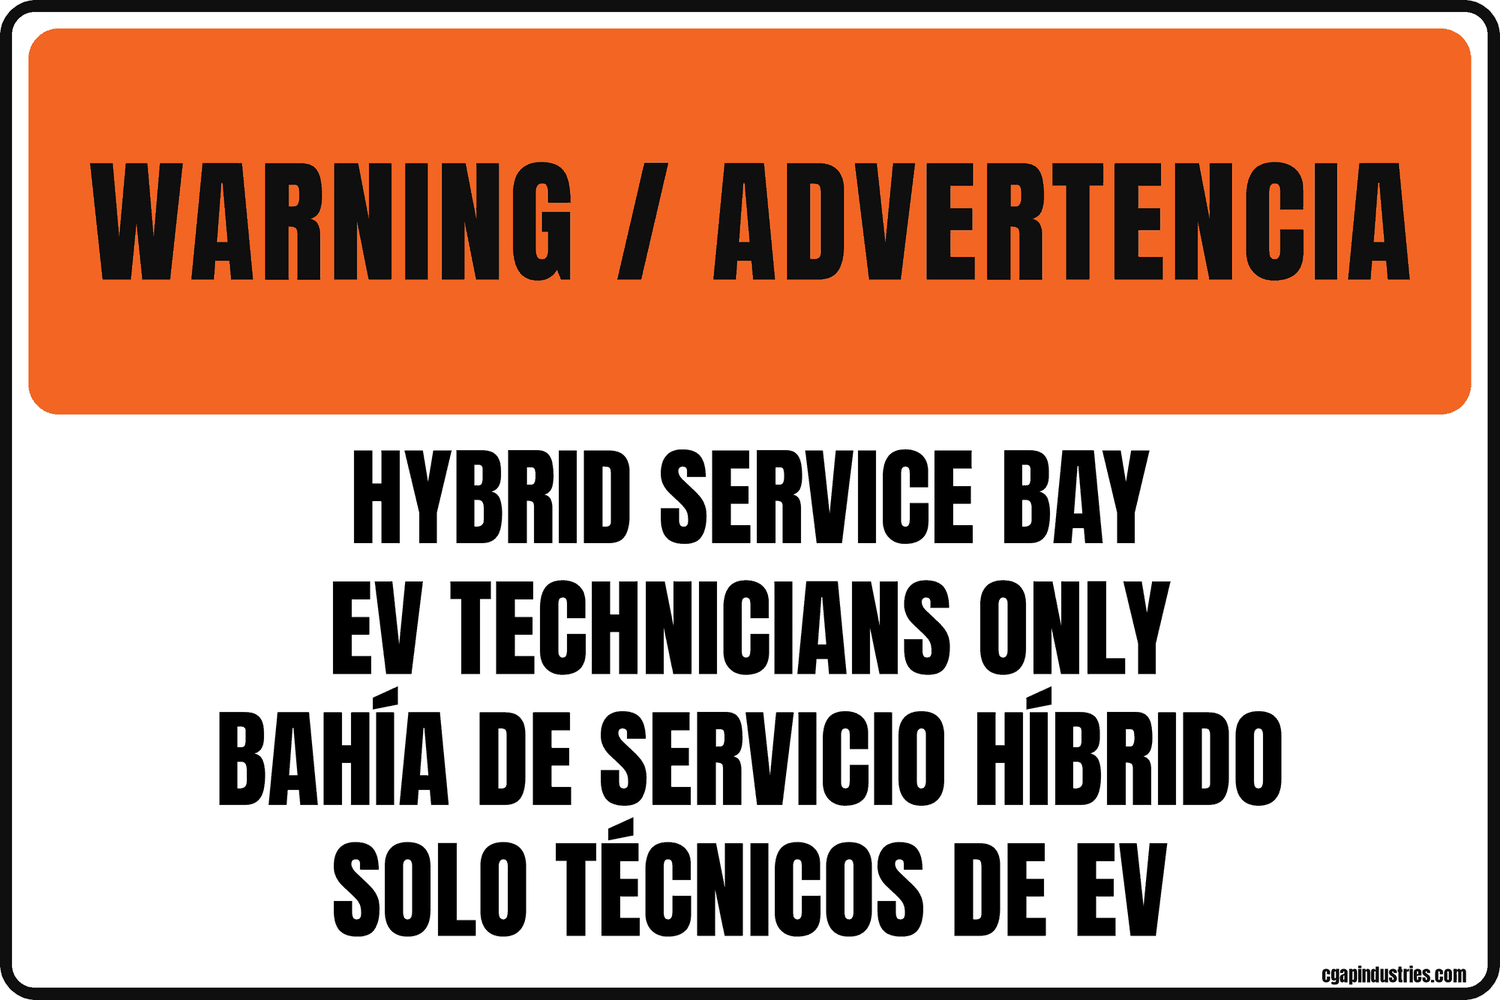 WARNING / ADVERTENCIA
HYBRID SERVICE BAY
EV TECHNICIANS ONLY
BAHÍA DE SERVICIO HÍBRIDO
SOLO TÉCNICOS DE EV
cgapindustries.com